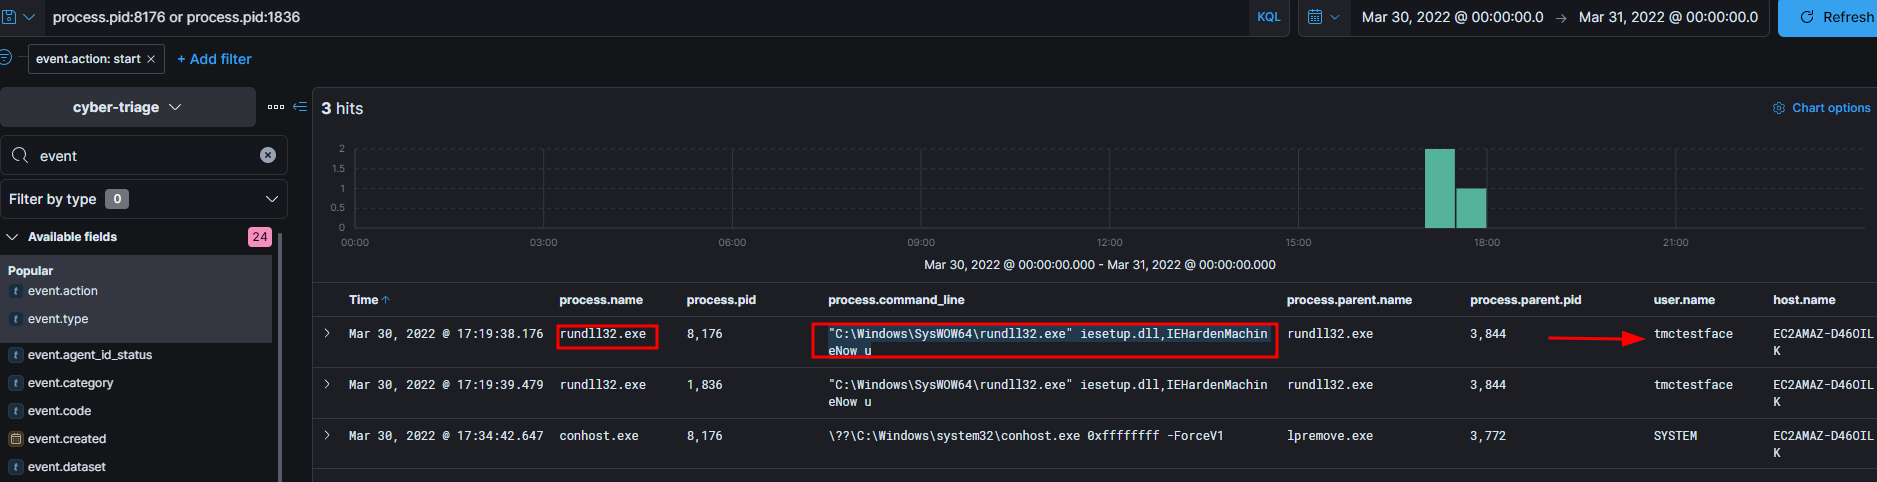 process.pid:8176 or process.pid:1836
KQL
Mar 30, 2022 @ 00:00:00.0 → Mar 31, 2022 @ 00:00:00.0
Refresh
event.action: start ×
+ Add filter
cyber-triage
3 hits
Chart options
event
Filter by type 0
Available fields 24
Popular
t event.action
t event.type
t event.agent_id_status
t event.category
t event.code
event.created
t event.dataset
2
1.5
1
0.5
0
00:00 03:00 06:00 09:00 12:00 15:00 18:00 21:00
Mar 30, 2022 @ 00:00:00.000 - Mar 31, 2022 @ 00:00:00.000
Time ↑ process.name process.pid process.command_line process.parent.name process.parent.pid user.name host.name
Mar 30, 2022 @ 17:19:38.176 rundll32.exe 8,176 "C:\Windows\SysWOW64\rundll32.exe" iesetup.dll,IEHardenMachin rundll32.exe 3,844 tmctestface EC2AMAZ-D46OIL
eNow u K
Mar 30, 2022 @ 17:19:39.479 rundll32.exe 1,836 "C:\Windows\SysWOW64\rundll32.exe" iesetup.dll,IEHardenMachin rundll32.exe 3,844 tmctestface EC2AMAZ-D46OIL
eNow u K
Mar 30, 2022 @ 17:34:42.647 conhost.exe 8,176 \??\C:\Windows\system32\conhost.exe 0xffffffff -ForceV1 lpremove.exe 3,772 SYSTEM EC2AMAZ-D46OIL
K